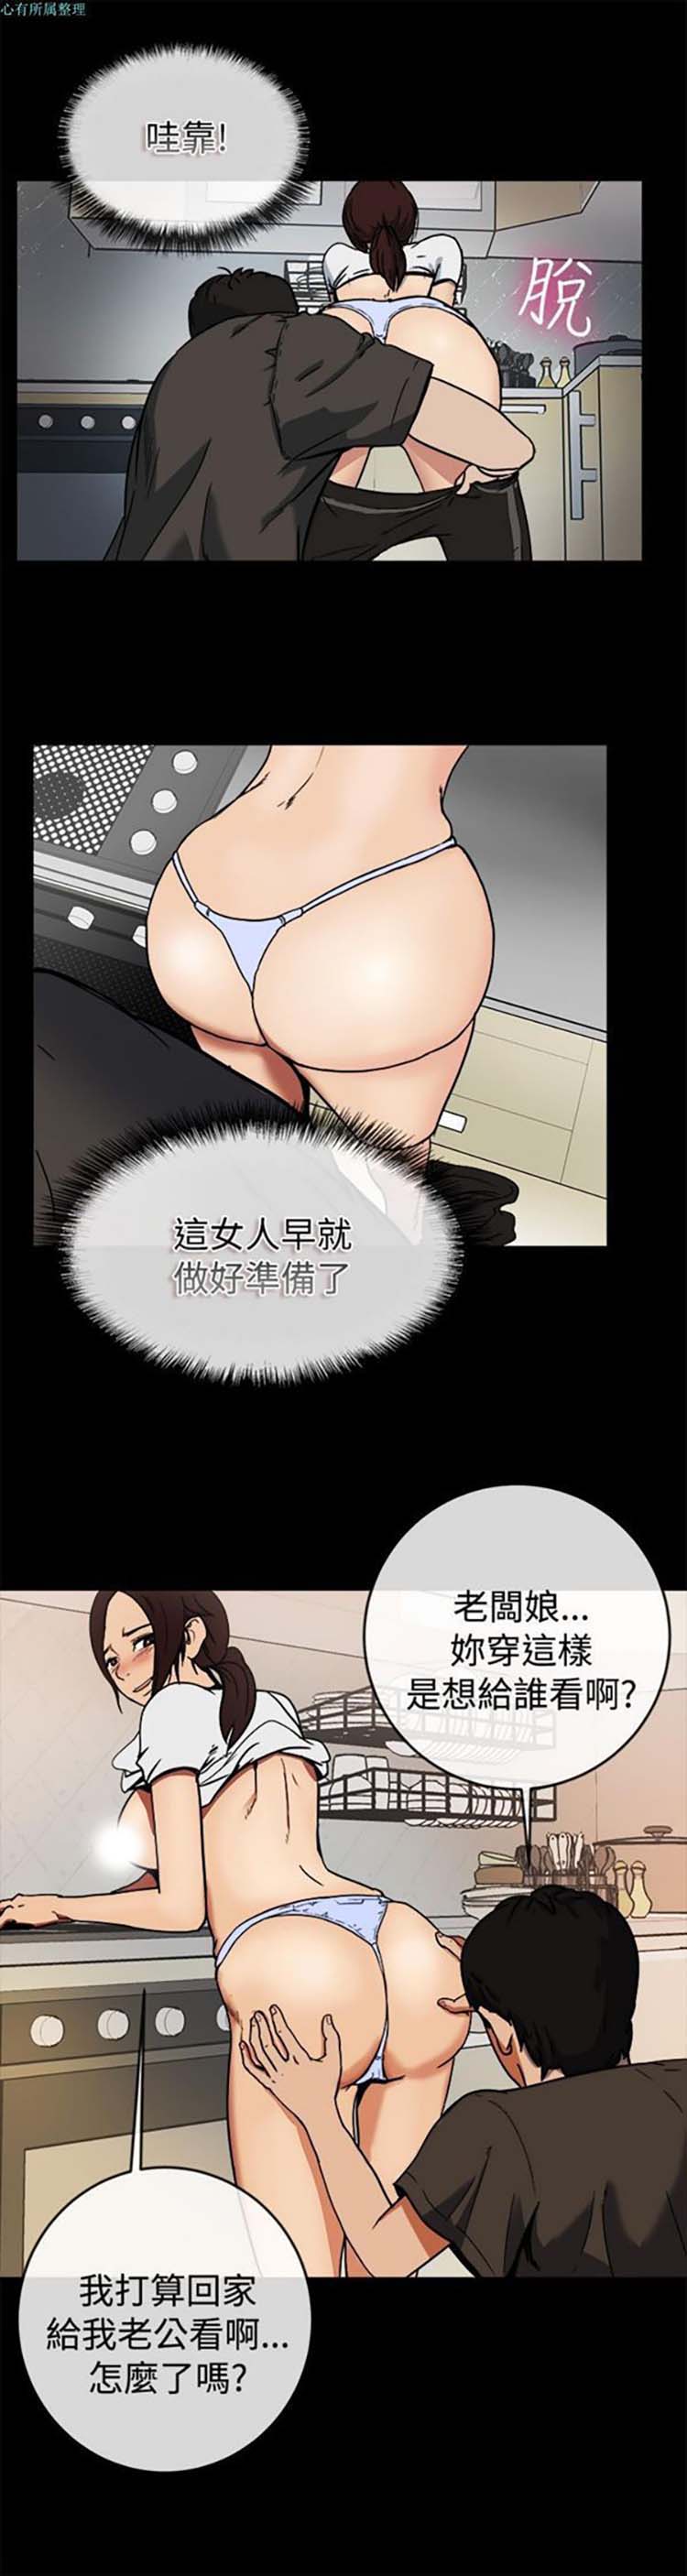 心有所属整理
哇靠!
脫
這女人早就
做好準備了
老闆娘...
妳穿這樣
是想給誰看啊?
我打算回家
給我老公看啊...
怎麼了嗎?